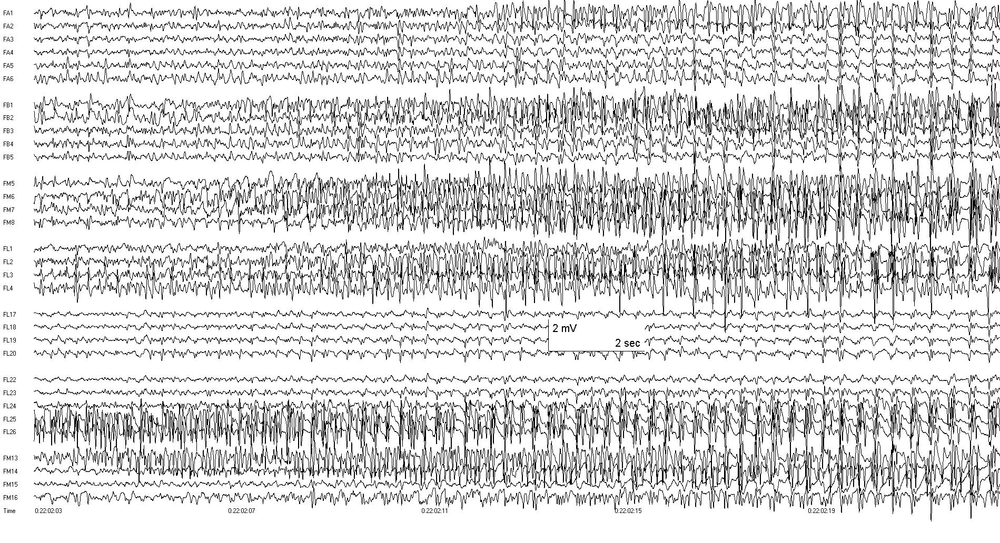 FA1
FA2
FA3
FA4
FA5
FA6
FB1
FB2
FB3
FB4
FB5
FM5
FM6
FM7
FM8
FL1
FL2
FL3
FL4
FL17
FL18
2 mV
FL19
2 sec
FL20
FL22
FL23
FL24
FL25
FL26
FM13
FM14
FM15
FM16
Time 0:22:02:03 0:22:02:07 0:22:02:11 0:22:02:15 0:22:02:19